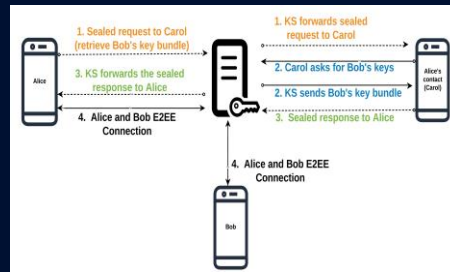 1. Sealed request to Carol
(retrieve Bob's key bundle)
3. KS forwards the sealed
response to Alice
4. Alice and Bob E2EE
Connection
Alice
1. KS forwards sealed
request to Carol
2. Carol asks for Bob's keys
2. KS sends Bob's key bundle
3. Sealed response to Alice
Alice's
contact
(Carol)
4. Alice and Bob E2EE
Connection
Bob